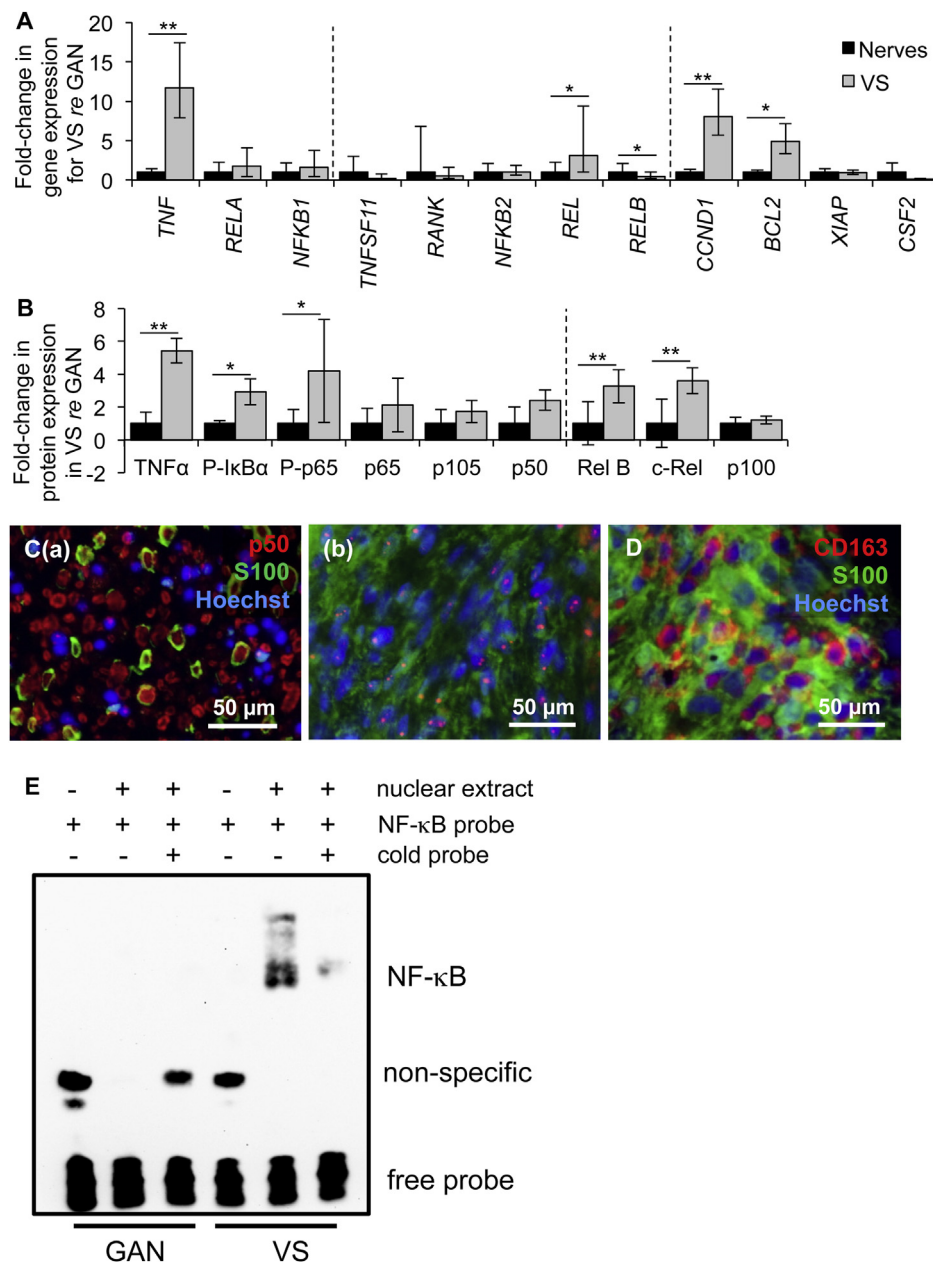 A
Fold-change in
gene expression
for VS re GAN
20
15
10
5
0
** * * ** *
Nerves
VS
TNF RELA NFKB1 TNFSF11 RANK NFKB2 REL RELB CCND1 BCL2 XIAP CSF2
B
Fold-change in
protein expression
in VS re GAN
8
6
4
2
0
-2
** * * ** **
TNFα P-IκBα P-p65 p65 p105 p50 Rel B c-Rel p100
C(a) p50
S100
Hoechst
50 µm
(b)
50 µm
D CD163
S100
Hoechst
50 µm
E - + + - + + nuclear extract
+ + + + + + NF-κB probe
- - + - - + cold probe
NF-κB
non-specific
free probe
GAN VS